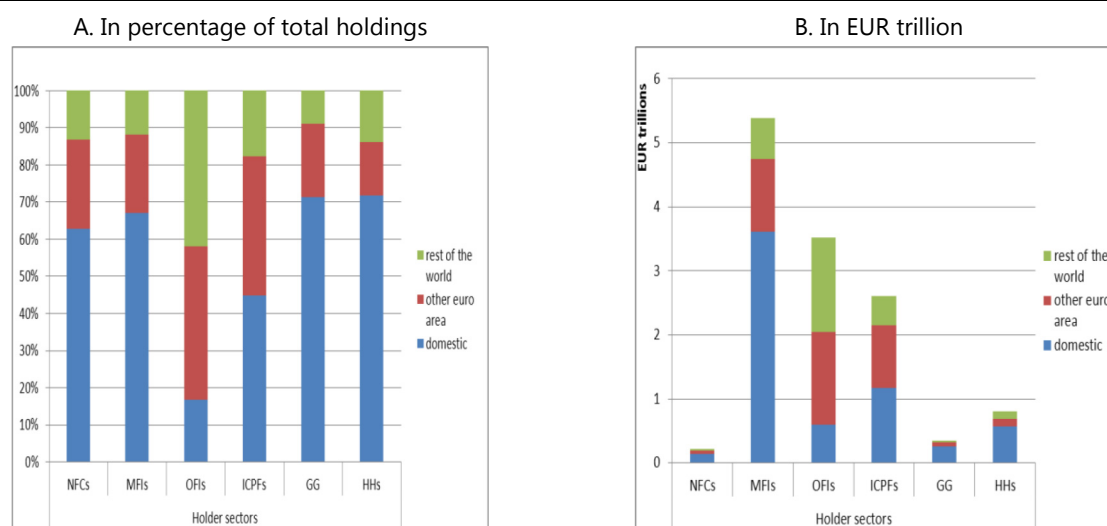 A. In percentage of total holdings
100%
90%
80%
70%
60%
50%
40%
30%
20%
10%
0%
NFCs MFIs OFIs ICPFs GG HHs
Holder sectors
rest of the
world
other euro
area
domestic
B. In EUR trillion
EUR trillions
6
5
4
3
2
1
0
NFCs MFIs OFIs ICPFs GG HHs
Holder sectors
rest of the
world
other euro
area
domestic